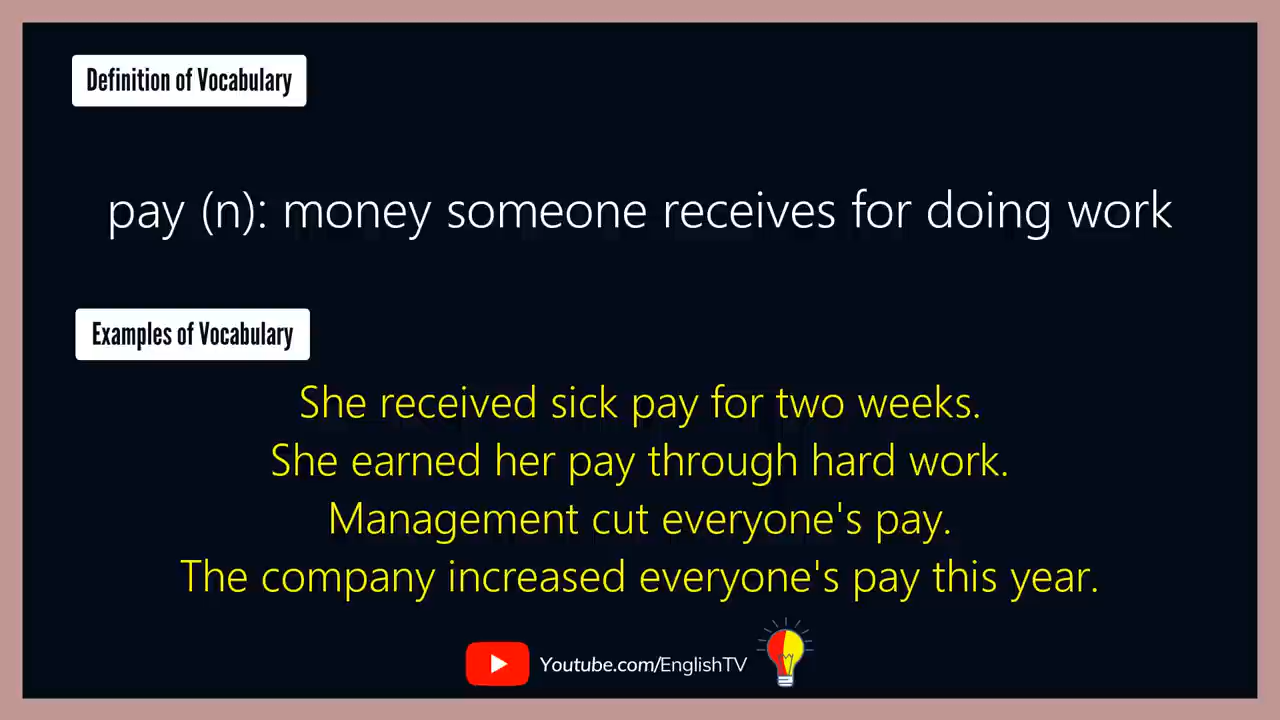 Definition of Vocabulary
pay (n): money someone receives for doing work
Examples of Vocabulary
She received sick pay for two weeks.
She earned her pay through hard work.
Management cut everyone's pay.
The company increased everyone's pay this year.
Youtube.com/EnglishTV